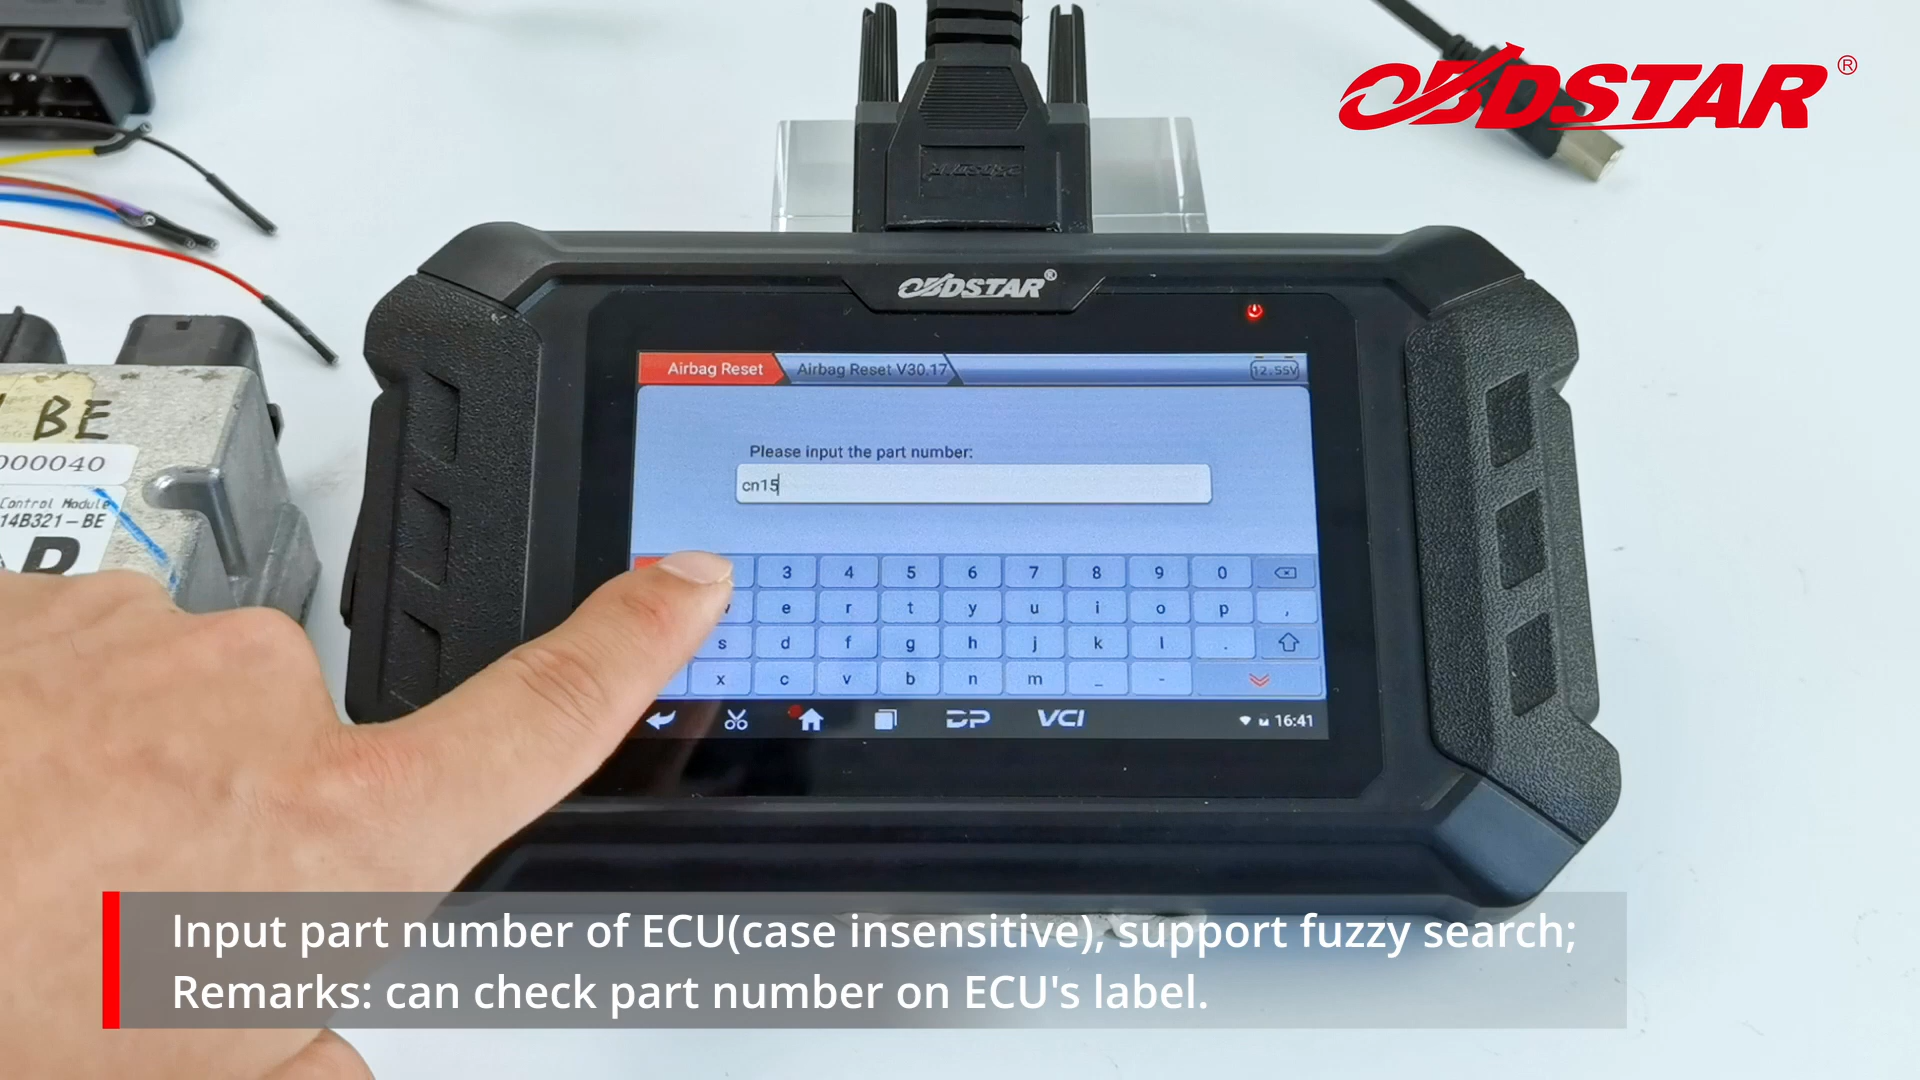 OBDSTAR®
OBDSTAR®
Airbag Reset
Airbag Reset V30.17
12.55V
Please input the part number:
cn15
3 4 5 6 7 8 9 0
e r t y u i o p ,
s d f g h j k l .
x c v b n m _ -
DP VCI 16:41
BE
000040
Control Module
14B321-BE
Input part number of ECU(case insensitive), support fuzzy search;
Remarks: can check part number on ECU's label.